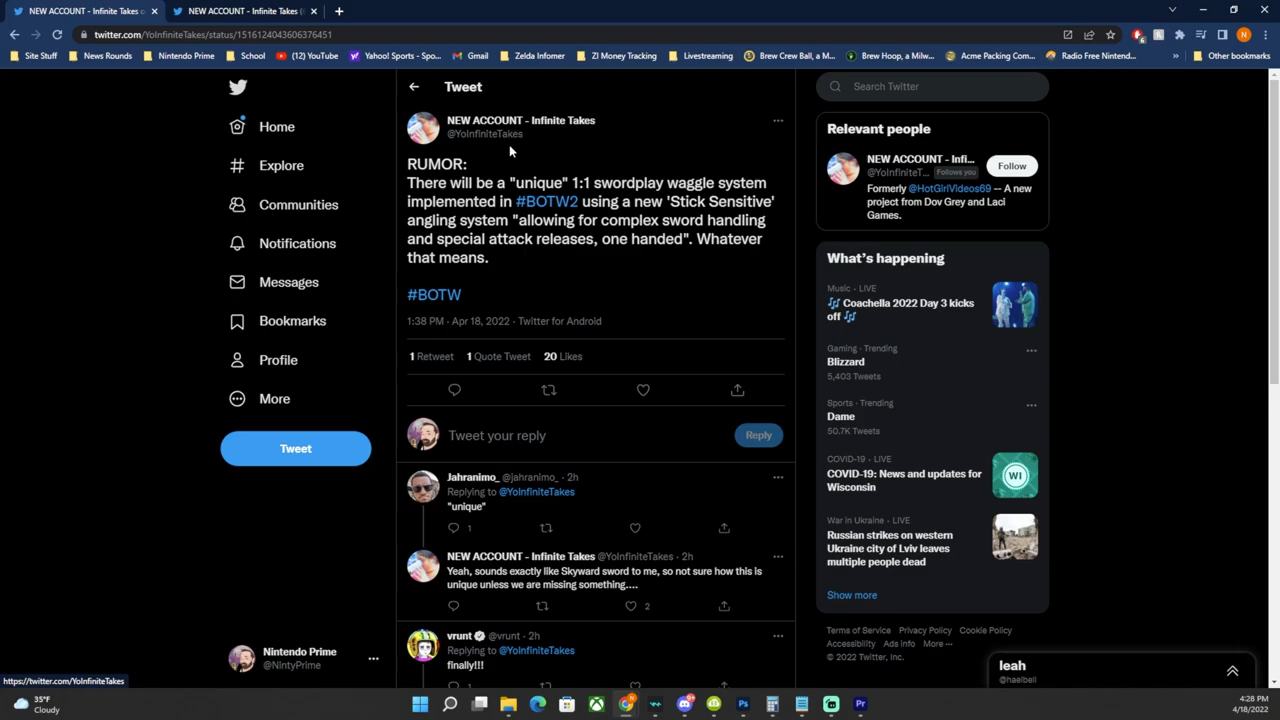 NEW ACCOUNT - Infinite Takes o
NEW ACCOUNT - Infinite Takes (
twitter.com/YoInfiniteTakes/status/1516124043606376451
Site Stuff
News Rounds
Nintendo Prime
School
(12) YouTube
Yahoo! Sports - Sp...
Gmail
Zelda Infomer
ZI Money Tracking
Livestreaming
Brew Crew Ball, a M...
Brew Hoop, a Milw...
Acme Packing Com...
Radio Free Nintend...
»
Other bookmarks
Home
Explore
Communities
Notifications
Messages
Bookmarks
Profile
More
Tweet
Nintendo Prime
@NintyPrime
Tweet
NEW ACCOUNT - Infinite Takes
@YoInfiniteTakes
RUMOR:
There will be a "unique" 1:1 swordplay waggle system
implemented in #BOTW2 using a new 'Stick Sensitive'
angling system "allowing for complex sword handling
and special attack releases, one handed". Whatever
that means.
#BOTW
1:38 PM · Apr 18, 2022 · Twitter for Android
1 Retweet 1 Quote Tweet 20 Likes
Tweet your reply
Reply
Jahranimo_ @jahranimo_ · 2h
Replying to @YoInfiniteTakes
"unique"
1
NEW ACCOUNT - Infinite Takes @YoInfiniteTakes · 2h
Yeah, sounds exactly like Skyward sword to me, so not sure how this is
unique unless we are missing something....
2
vrunt @vrunt · 2h
Replying to @YoInfiniteTakes
finally!!!
1
Search Twitter
Relevant people
NEW ACCOUNT - Infi...
@YoInfiniteT... Follows you
Follow
Formerly @HotGirlVideos69 -- A new
project from Dov Grey and Laci
Games.
What's happening
Music · LIVE
Coachella 2022 Day 3 kicks
off
Gaming · Trending
Blizzard
5,403 Tweets
Sports · Trending
Dame
50.7K Tweets
COVID-19 · LIVE
COVID-19: News and updates for
Wisconsin
WI
War in Ukraine · LIVE
Russian strikes on western
Ukraine city of Lviv leaves
multiple people dead
Show more
Terms of Service Privacy Policy Cookie Policy
Accessibility Ads info More ···
© 2022 Twitter, Inc.
leah
@haelbell
https://twitter.com/YoInfiniteTakes
35°F
Cloudy
4:28 PM
4/18/2022